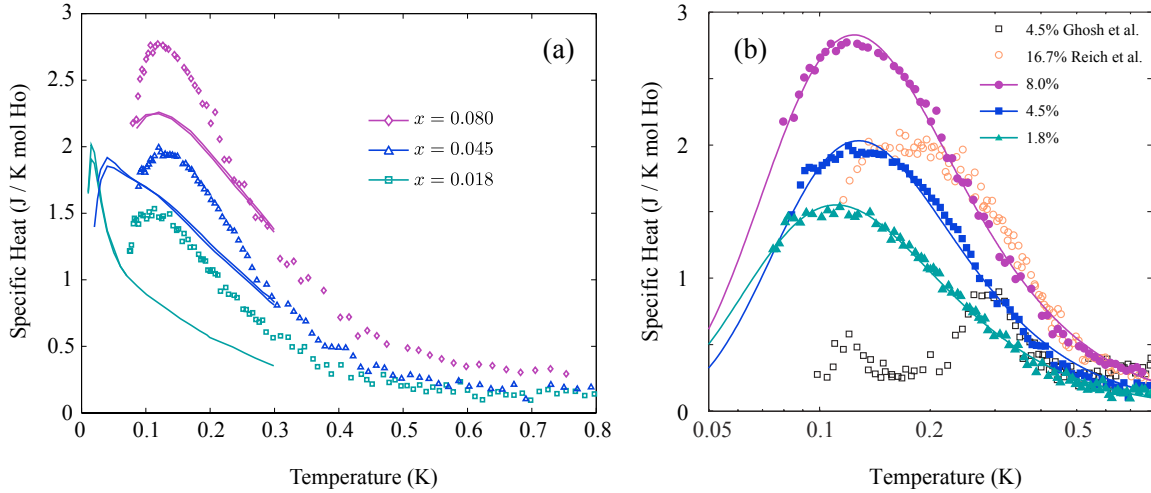 (a)
3
2.5
2
1.5
1
0.5
0
Specific Heat (J / K mol Ho)
x = 0.080
x = 0.045
x = 0.018
0 0.1 0.2 0.3 0.4 0.5 0.6 0.7 0.8
Temperature (K)
(b)
3
2
1
0
Specific Heat (J / K mol Ho)
4.5% Ghosh et al.
16.7% Reich et al.
8.0%
4.5%
1.8%
0.05 0.1 0.2 0.5
Temperature (K)